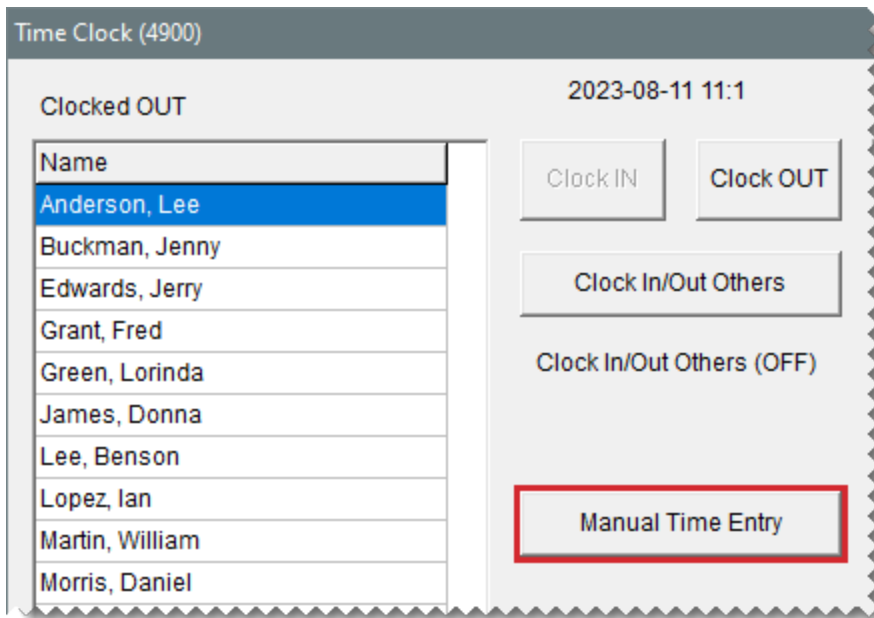 Time Clock (4900)
Clocked OUT
2023-08-11 11:1
Name
Anderson, Lee
Buckman, Jenny
Edwards, Jerry
Grant, Fred
Green, Lorinda
James, Donna
Lee, Benson
Lopez, Ian
Martin, William
Morris, Daniel
Clock IN
Clock OUT
Clock In/Out Others
Clock In/Out Others (OFF)
Manual Time Entry